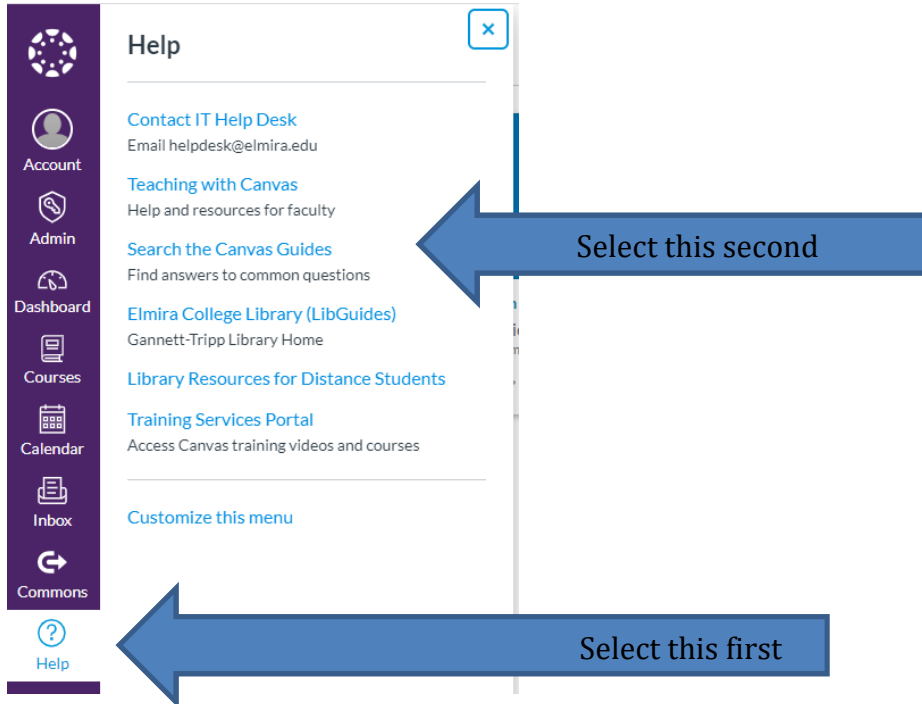 Help
×
Contact IT Help Desk
Email helpdesk@elmira.edu
Teaching with Canvas
Help and resources for faculty
Search the Canvas Guides
Find answers to common questions
Elmira College Library (LibGuides)
Gannett-Tripp Library Home
Library Resources for Distance Students
Training Services Portal
Access Canvas training videos and courses
Customize this menu
Account
Admin
Dashboard
Courses
Calendar
Inbox
Commons
Help
Select this second
Select this first